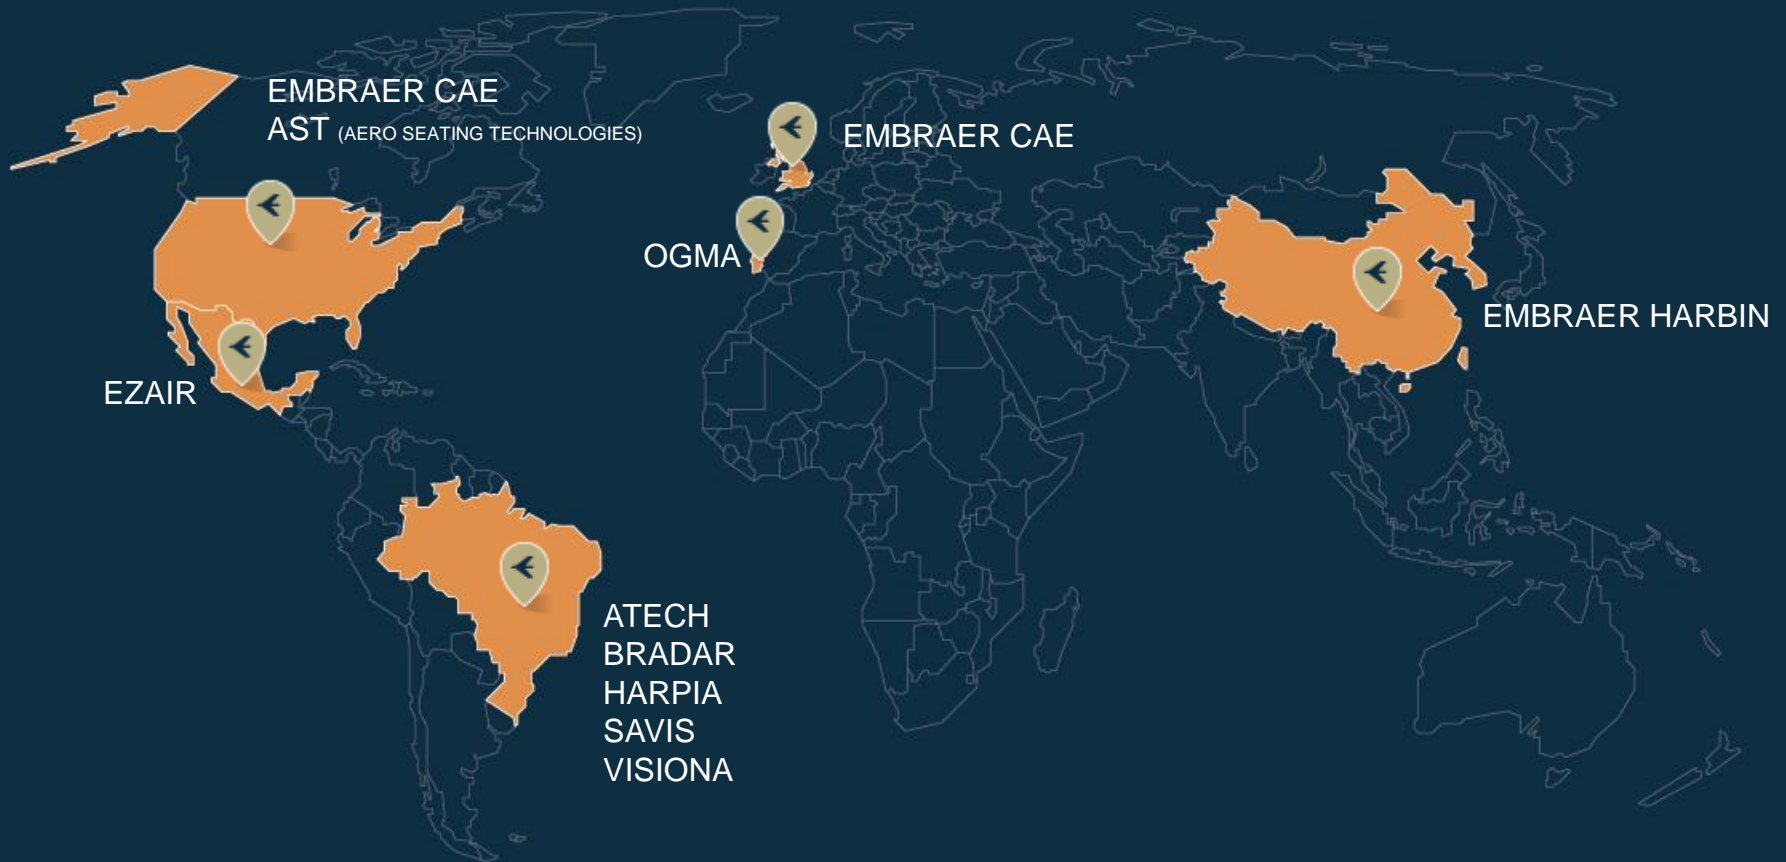 EMBRAER CAE
AST (AERO SEATING TECHNOLOGIES)
EMBRAER CAE
OGMA
EMBRAER HARBIN
EZAIR
ATECH
BRADAR
HARPIA
SAVIS
VISIONA